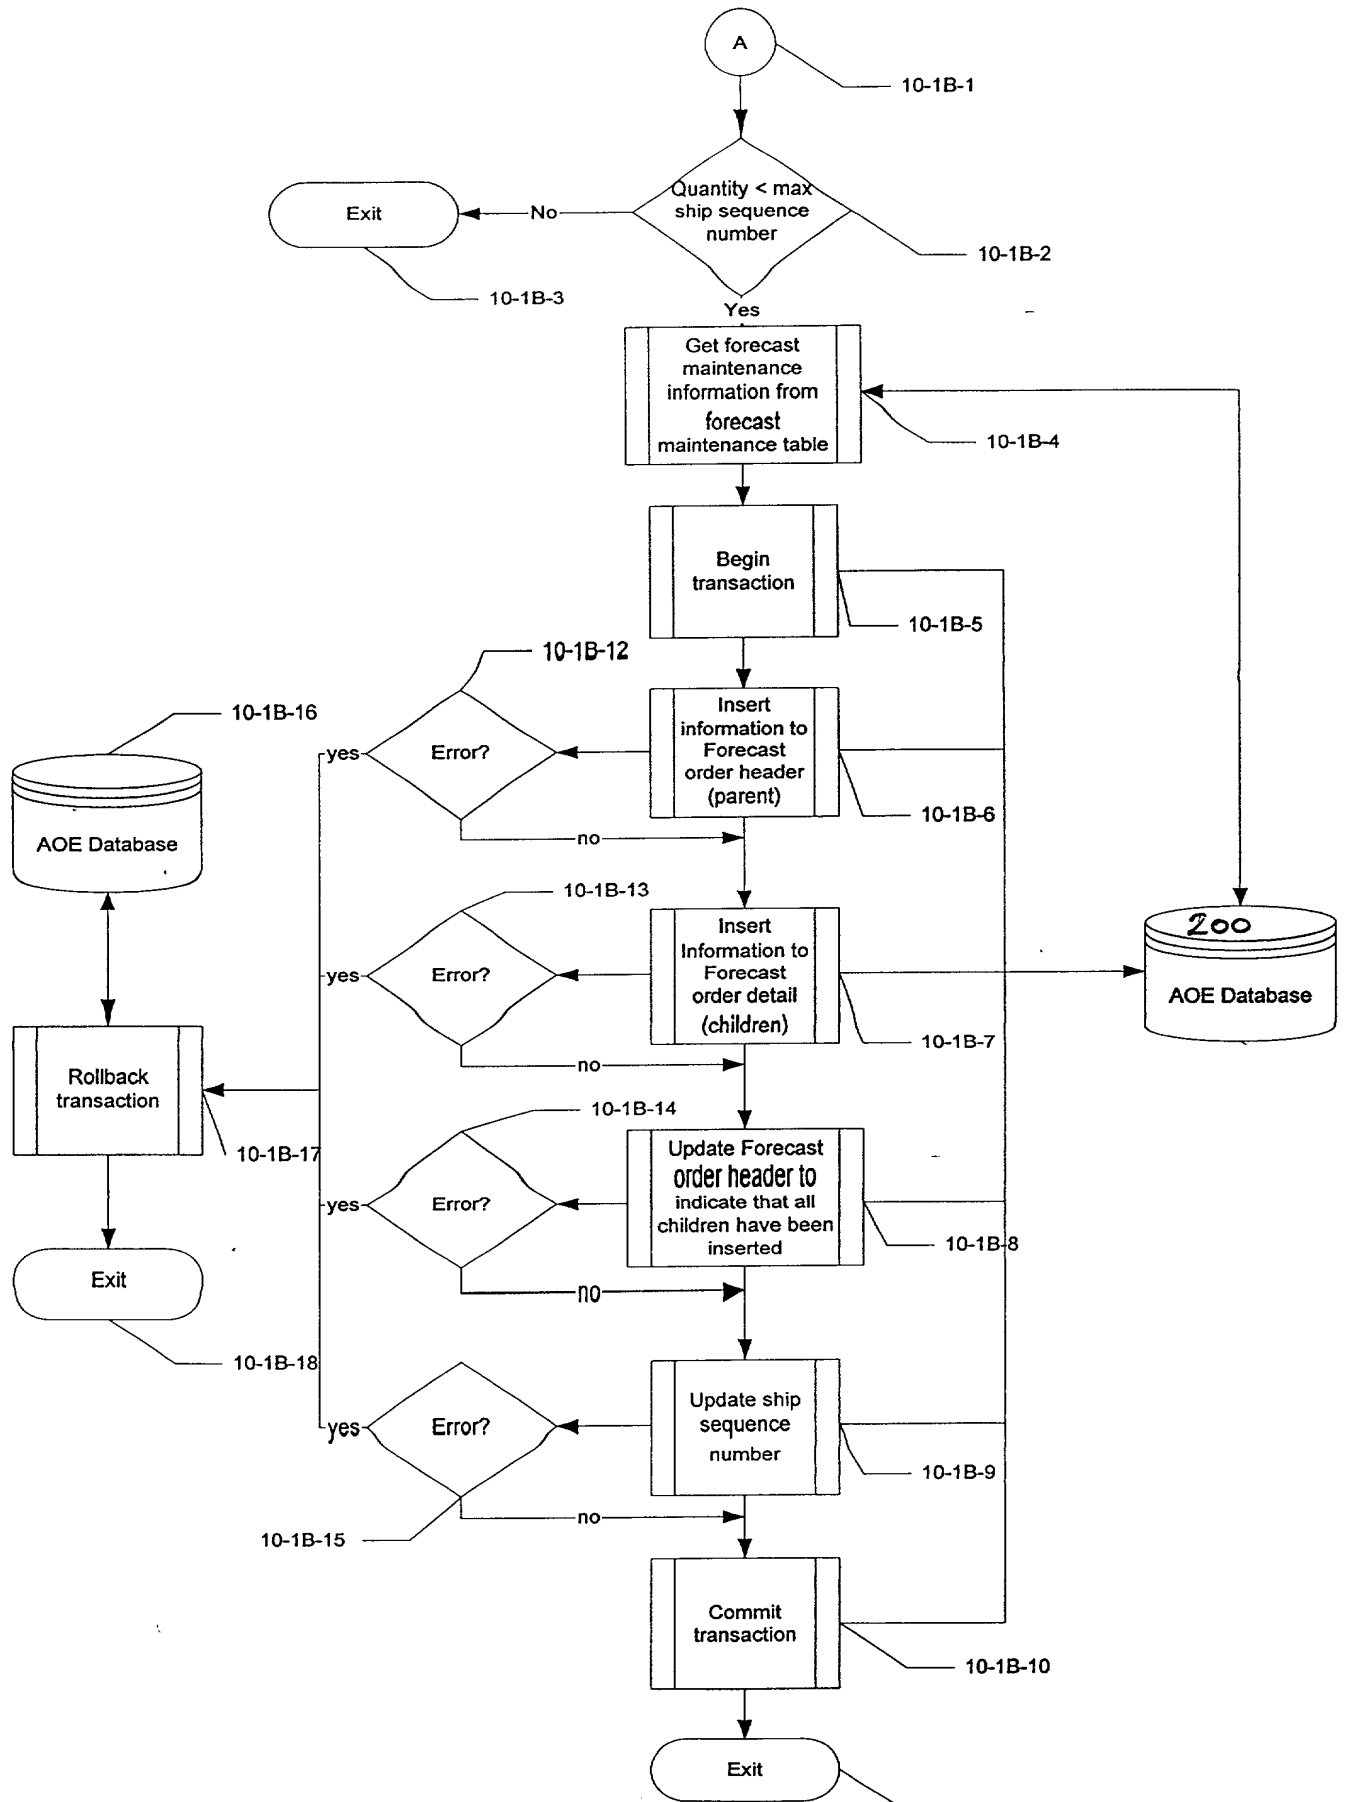 A
10-1B-1
Quantity < max
ship sequence
number
No
Exit
10-1B-2
10-1B-3
Yes
Get forecast
maintenance
information from
forecast
maintenance table
10-1B-4
Begin
transaction
10-1B-5
10-1B-12
Insert
information to
Forecast
order header
(parent)
Error?
yes
no
10-1B-6
10-1B-16
AOE Database
10-1B-13
Insert
Information to
Forecast
order detail
(children)
Error?
yes
no
10-1B-7
200
AOE Database
Rollback
transaction
10-1B-17
10-1B-14
Update Forecast
order header to
indicate that all
children have been
inserted
Error?
yes
no
10-1B-8
Exit
10-1B-18
Update ship
sequence
number
Error?
yes
no
10-1B-9
10-1B-15
Commit
transaction
10-1B-10
Exit